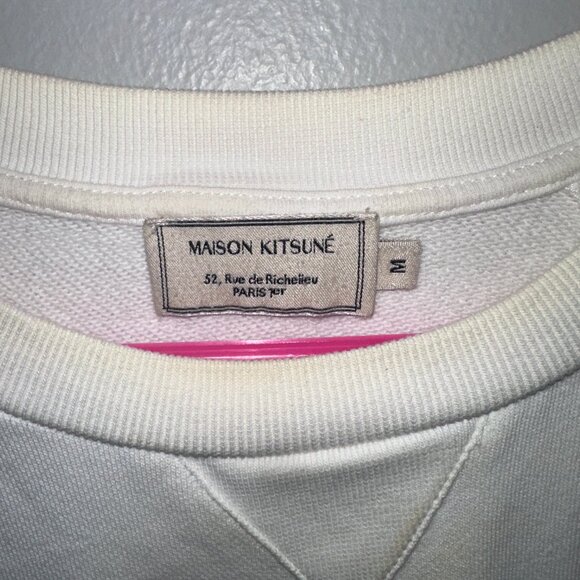 MAISON KITSUNÉ
52, Rue de Richelieu
PARIS 1er
M